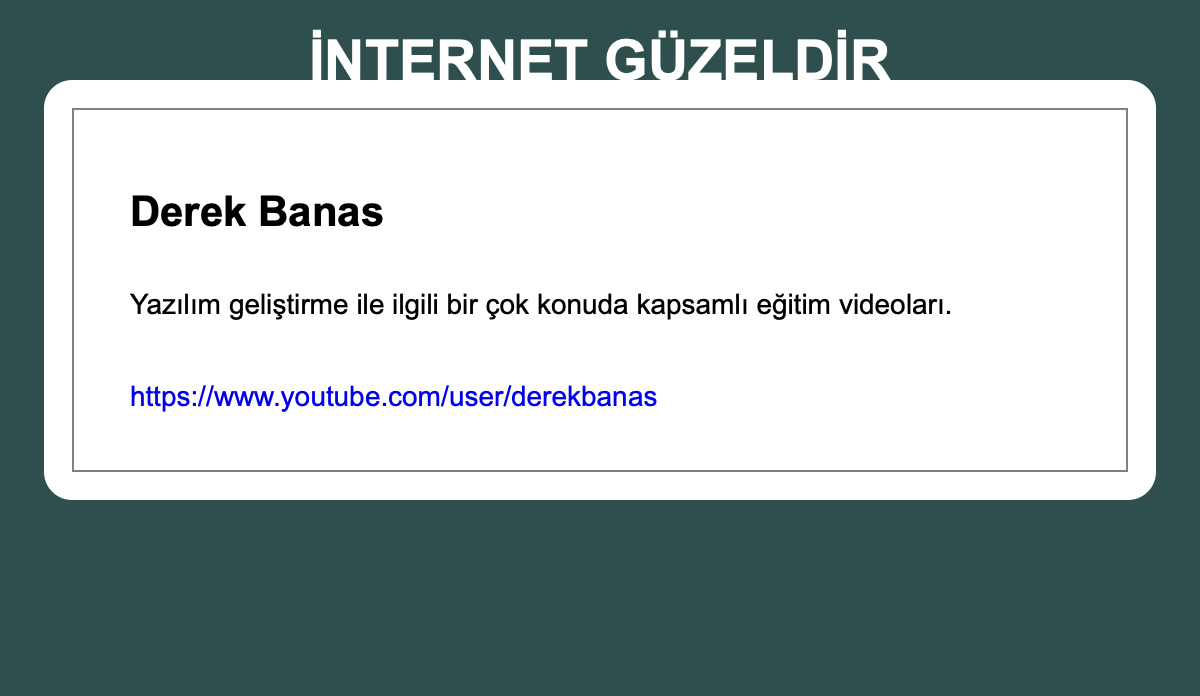 İNTERNET GÜZELDİR
Derek Banas
Yazılım geliştirme ile ilgili bir çok konuda kapsamlı eğitim videoları.
https://www.youtube.com/user/derekbanas